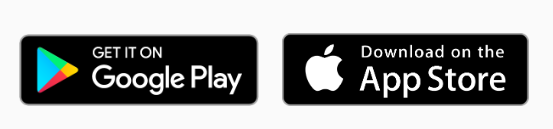 GET IT ON
Google Play
Download on the
App Store